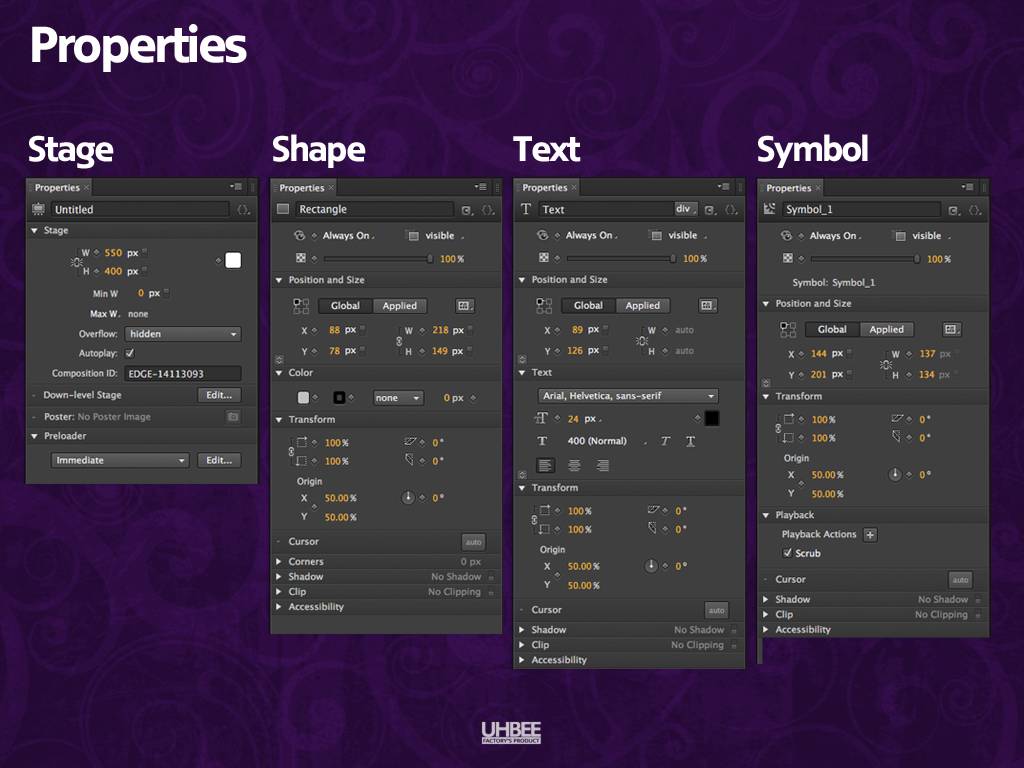 Properties
Stage
Properties ×
Untitled
Stage
W 550 px
H 400 px
Min W 0 px
Max W. none
Overflow: hidden
Autoplay:
Composition ID: EDGE-14113093
Down-level Stage Edit...
Poster: No Poster Image
Preloader
Immediate Edit...
Shape
Properties ×
Rectangle
Always On. visible
100%
Position and Size
Global Applied
X 88 px W 218 px
Y 78 px H 149 px
Color
none 0 px
Transform
100% 0°
100% 0°
Origin
X 50.00% 0°
Y 50.00%
Cursor auto
Corners 0 px
Shadow No Shadow
Clip No Clipping
Accessibility
Text
Properties ×
T Text div
Always On. visible
100%
Position and Size
Global Applied
X 89 px W auto
Y 126 px H auto
Text
Arial, Helvetica, sans-serif
T 24 px.
T 400 (Normal) T T
Transform
100% 0°
100% 0°
Origin
X 50.00% 0°
Y 50.00%
Cursor auto
Shadow No Shadow
Clip No Clipping
Accessibility
Symbol
Properties ×
Symbol_1
Always On. visible
100%
Symbol: Symbol_1
Position and Size
Global Applied
X 144 px W 137 px
Y 201 px H 134 px
Transform
100% 0°
100% 0°
Origin
X 50.00% 0°
Y 50.00%
Playback
Playback Actions +
Scrub
Cursor auto
Shadow No Shadow
Clip No Clipping
Accessibility
UHBEE
FACTORY'S PRODUCT